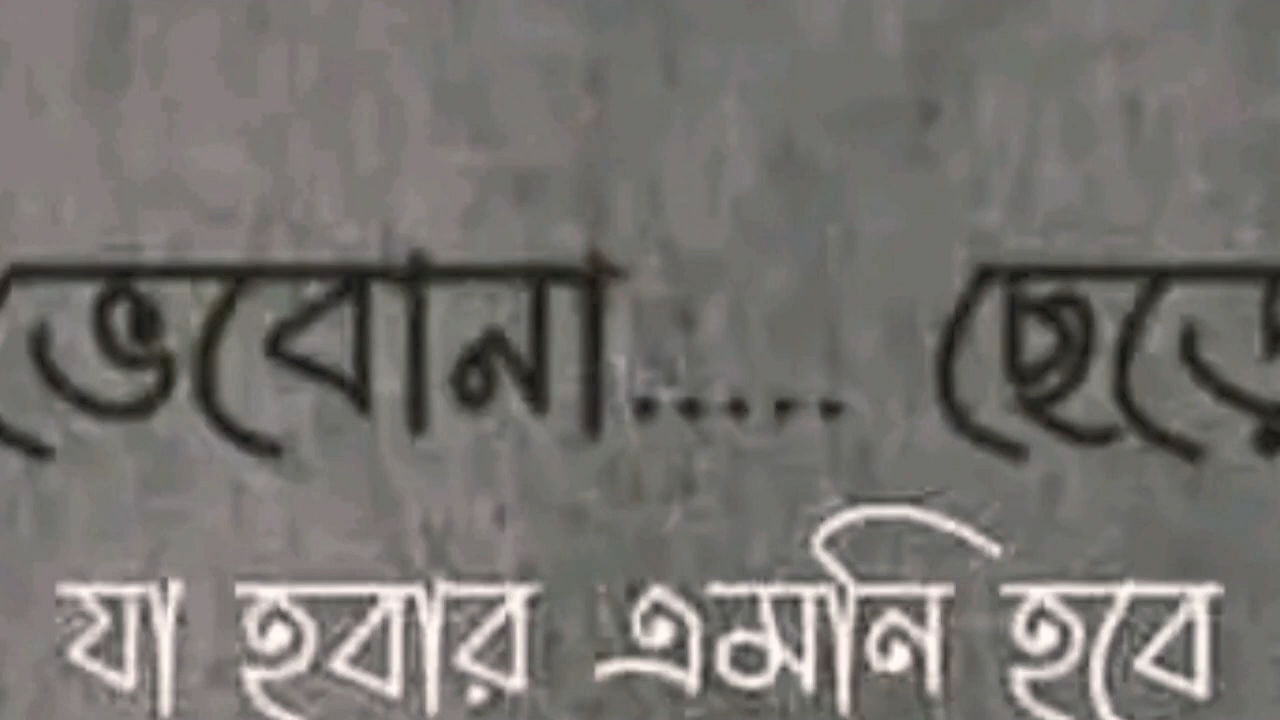 ভেবোনা..... ছেড়ে
যা হবার এমনি হবে